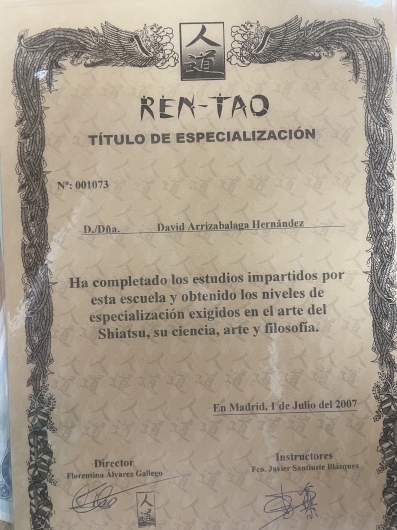 人
道
REN-TAO
TÍTULO DE ESPECIALIZACIÓN
Nº: 001073
D./Dña. David Arrizabalaga Hernández
Ha completado los estudios impartidos por
esta escuela y obtenido los niveles de
especialización exigidos en el arte del
Shiatsu, su ciencia, arte y filosofía.
En Madrid, 1 de Julio del 2007
Director
Florentino Álvarez Gallego
人
道
Instructores
Fco. Javier Santiuste Blázquez